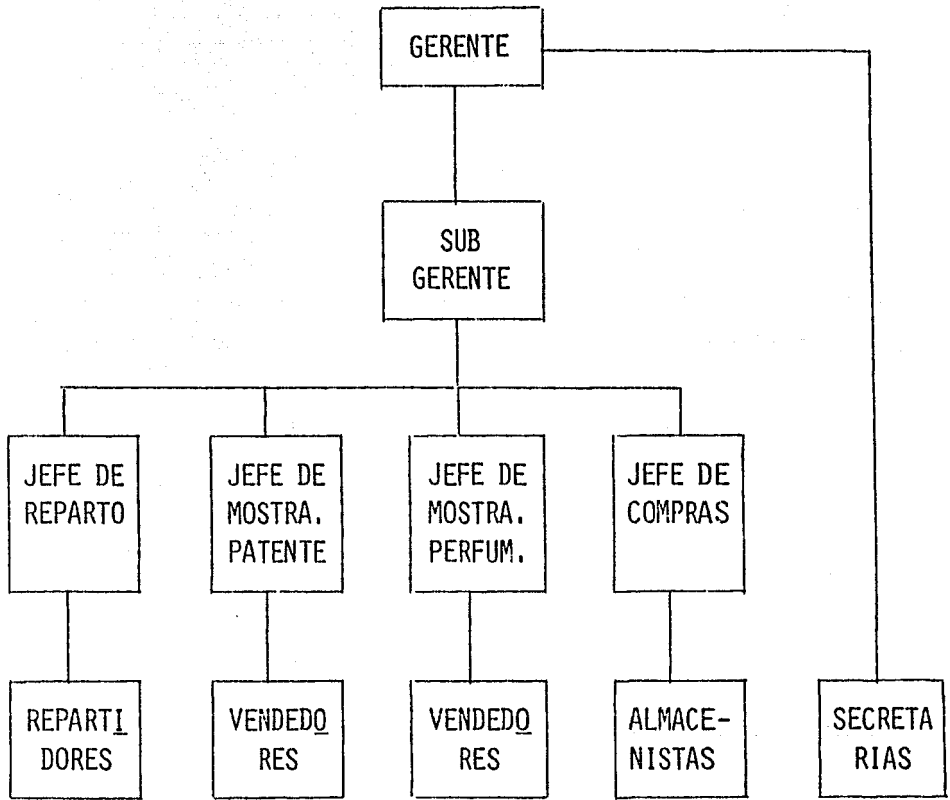 GERENTE
SUB
GERENTE
JEFE DE
REPARTO
JEFE DE
MOSTRA.
PATENTE
JEFE DE
MOSTRA.
PERFUM.
JEFE DE
COMPRAS
REPARTI
DORES
VENDEDO
RES
VENDEDO
RES
ALMACE-
NISTAS
SECRETA
RIAS